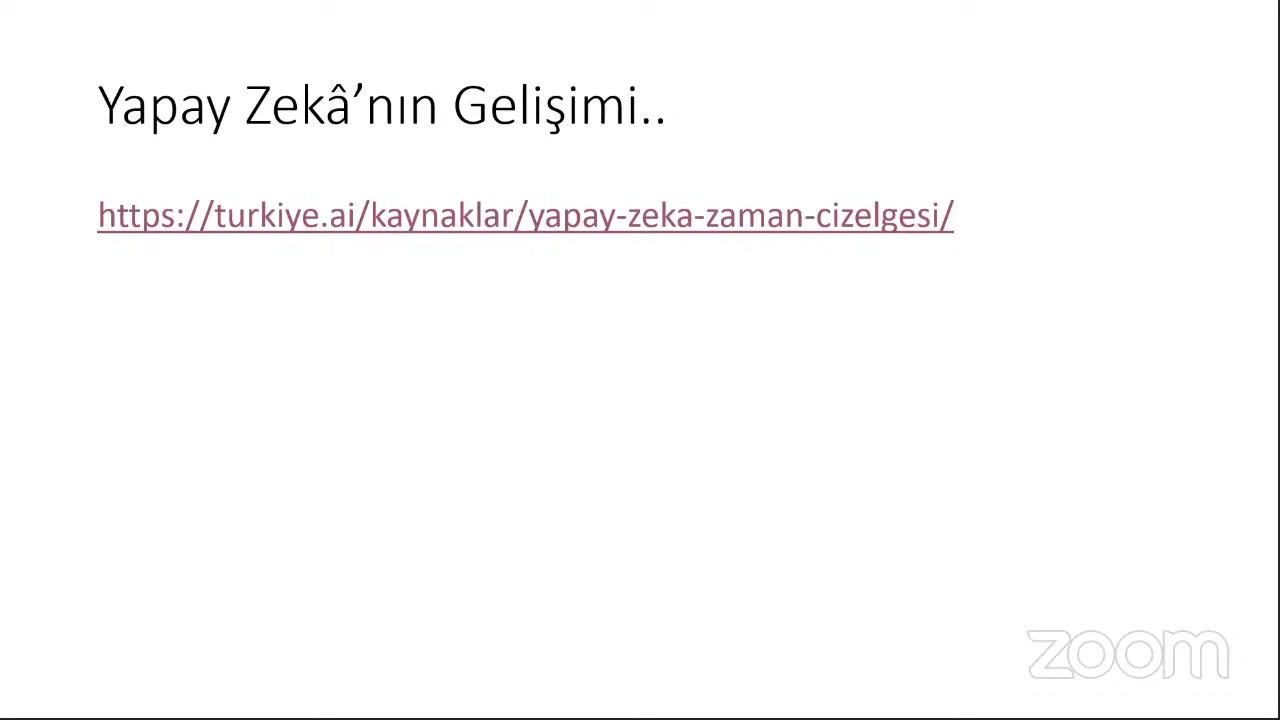 Yapay Zekâ’nın Gelişimi..
https://turkiye.ai/kaynaklar/yapay-zeka-zaman-cizelgesi/
zoom